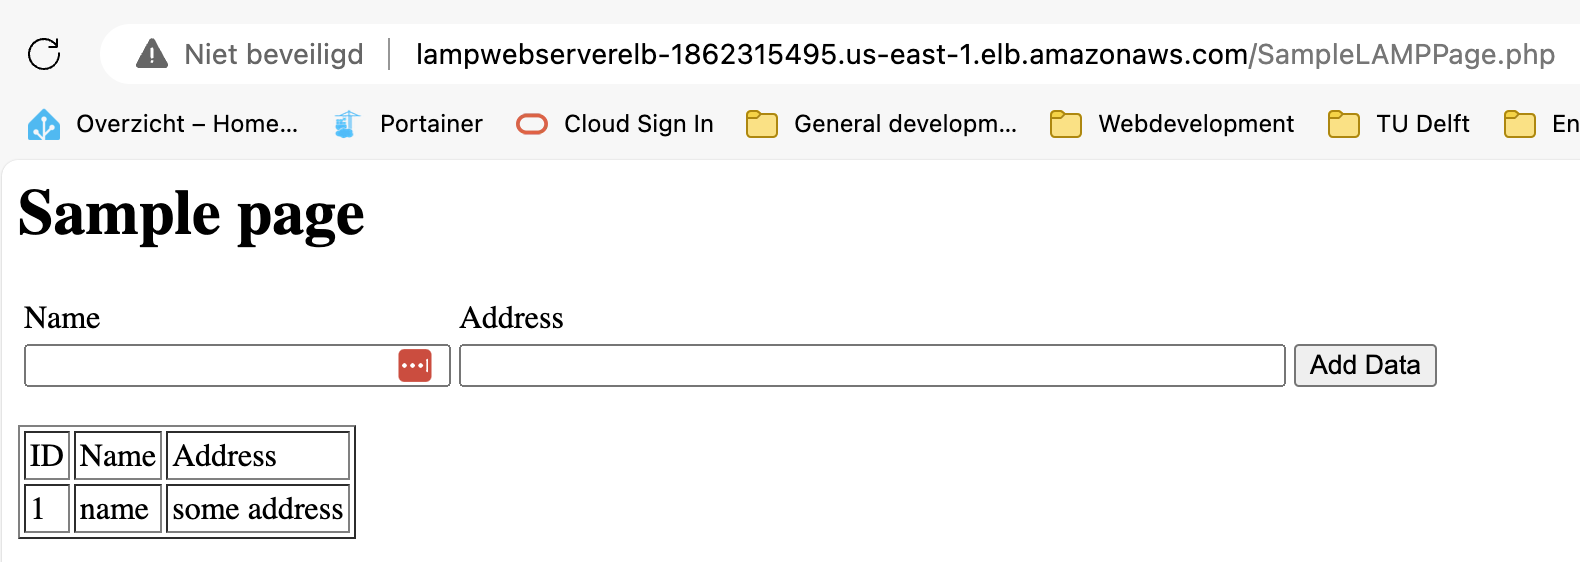 Niet beveiligd lampwebserverelb-1862315495.us-east-1.elb.amazonaws.com/SampleLAMPPage.php
Overzicht – Home... Portainer Cloud Sign In General developm... Webdevelopment TU Delft En
Sample page
Name Address
Add Data
ID Name Address
1 name some address